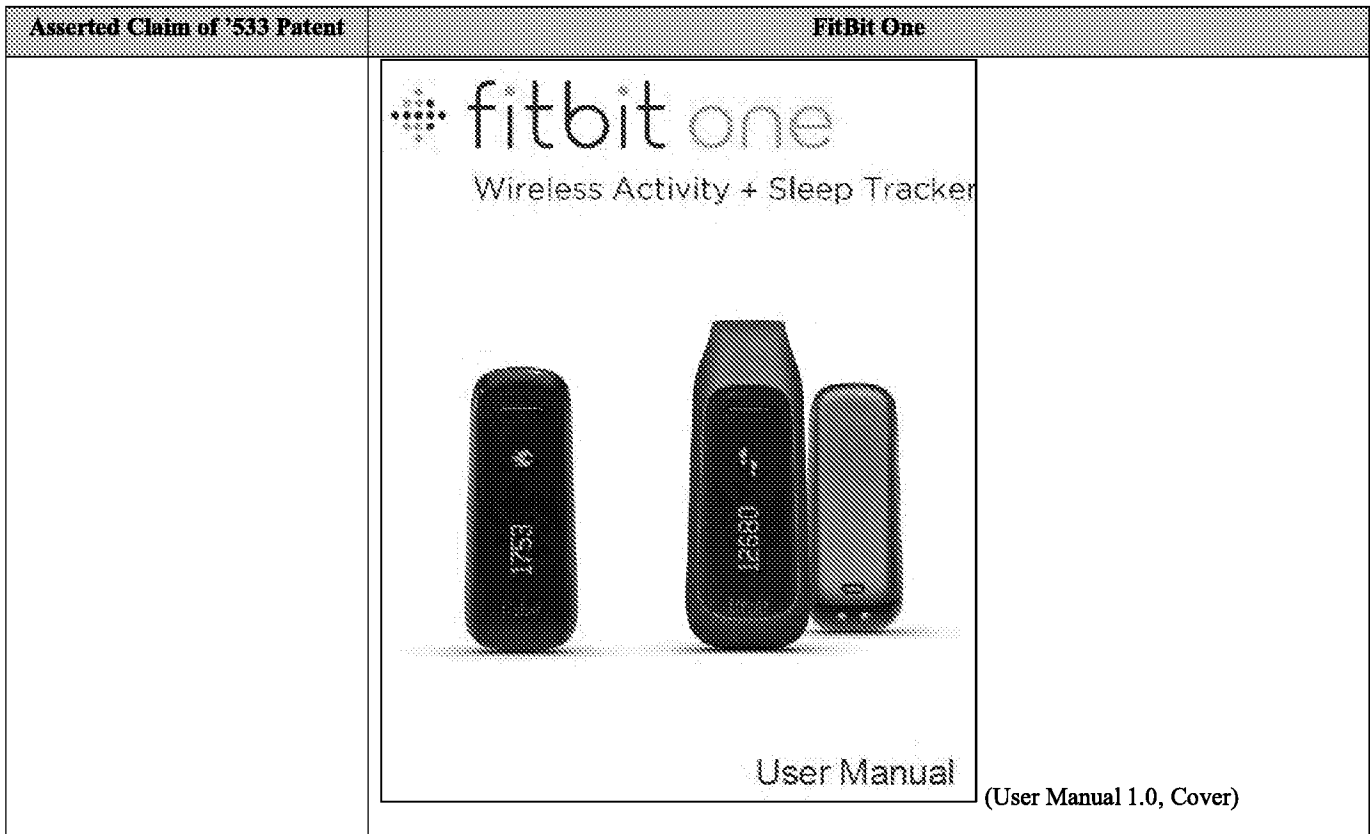 Asserted Claim of '533 Patent
FitBit One
fitbit one
Wireless Activity + Sleep Tracker
1753
12680
User Manual
(User Manual 1.0, Cover)